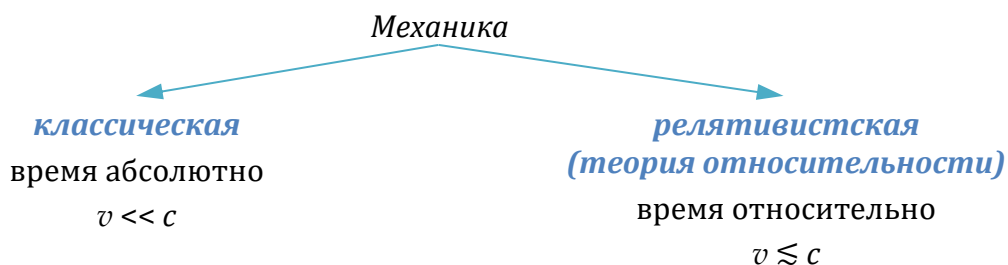 Механика
классическая
время абсолютно
v << c
релятивистская
(теория относительности)
время относительно
v ≲ c